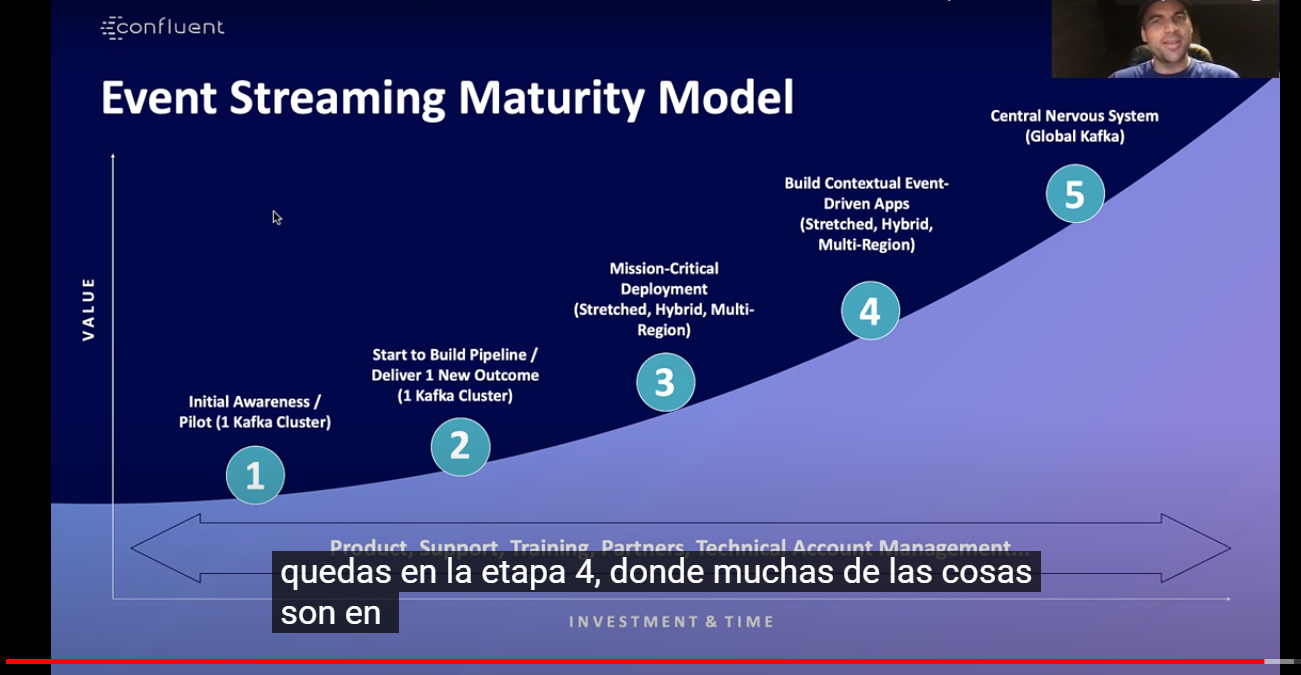 confluent
Event Streaming Maturity Model
Central Nervous System
(Global Kafka)
Build Contextual Event-
Driven Apps
(Stretched, Hybrid,
Multi-Region)
Mission-Critical
Deployment
(Stretched, Hybrid, Multi-
Region)
Start to Build Pipeline /
Deliver 1 New Outcome
(1 Kafka Cluster)
Initial Awareness /
Pilot (1 Kafka Cluster)
5
4
3
2
1
VALUE
Product, Support, Training, Partners, Technical Account Management...
quedas en la etapa 4, donde muchas de las cosas
son en
INVESTMENT & TIME